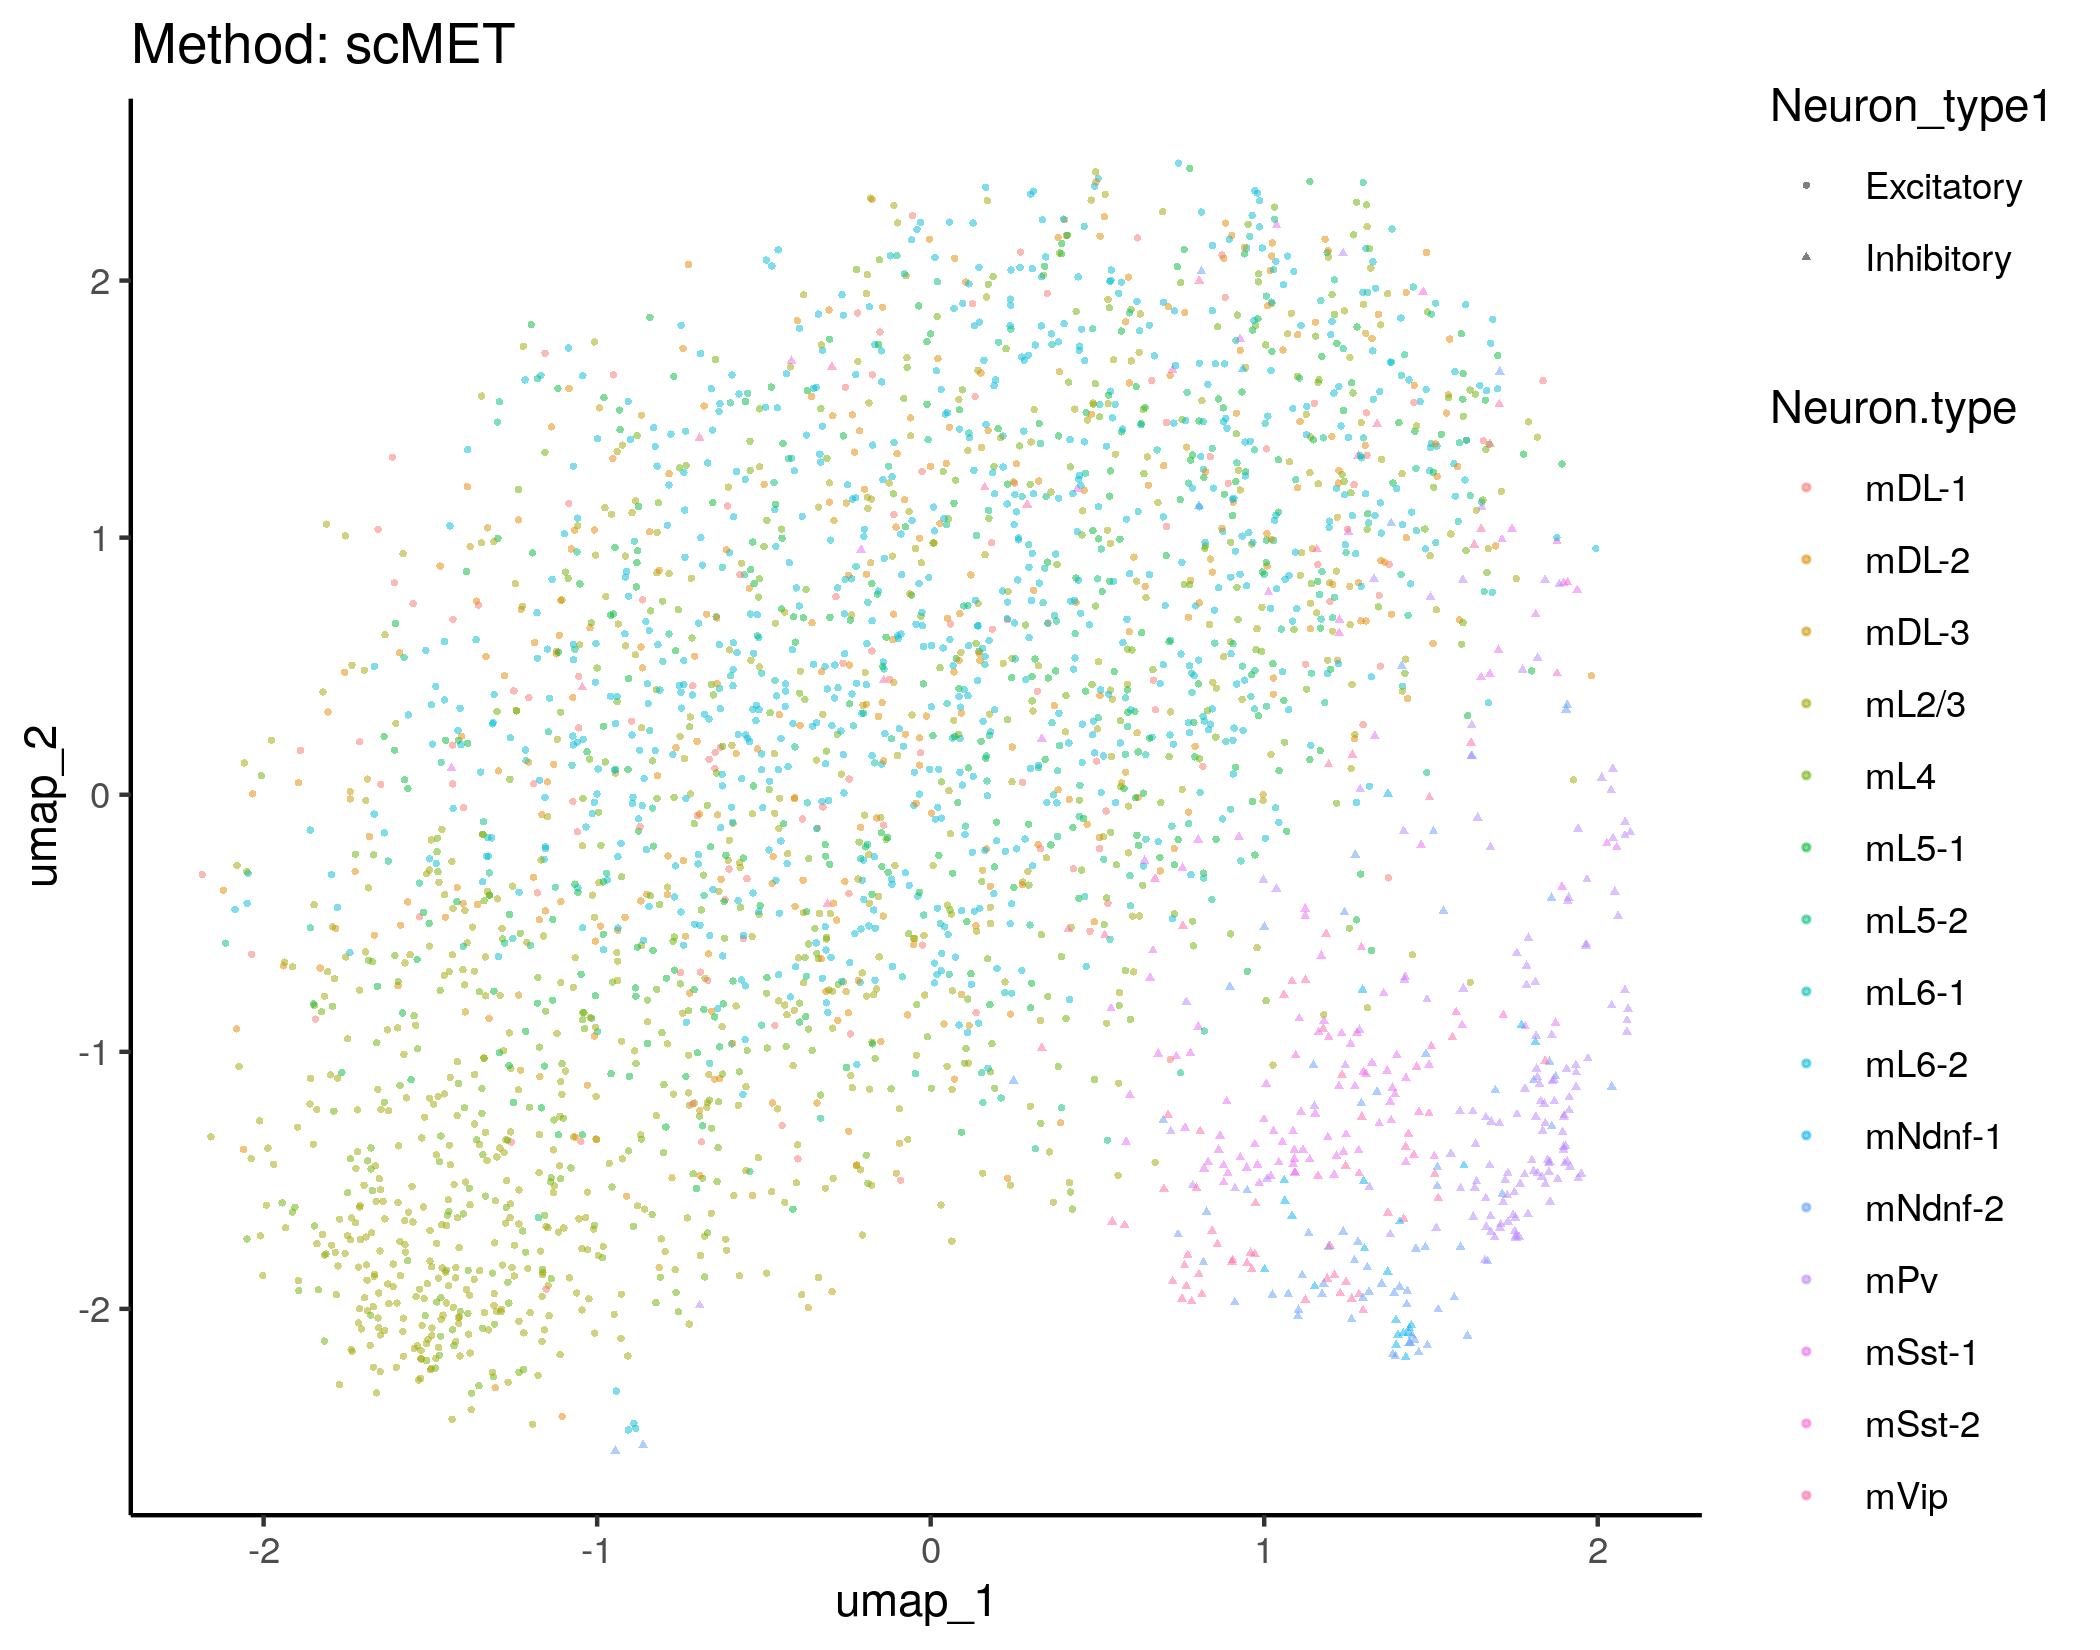 Method: scMET
2
1
0
-1
-2
umap_2
-2
-1
0
1
2
umap_1
Neuron_type1
Excitatory
Inhibitory
Neuron.type
mDL-1
mDL-2
mDL-3
mL2/3
mL4
mL5-1
mL5-2
mL6-1
mL6-2
mNdnf-1
mNdnf-2
mPv
mSst-1
mSst-2
mVip